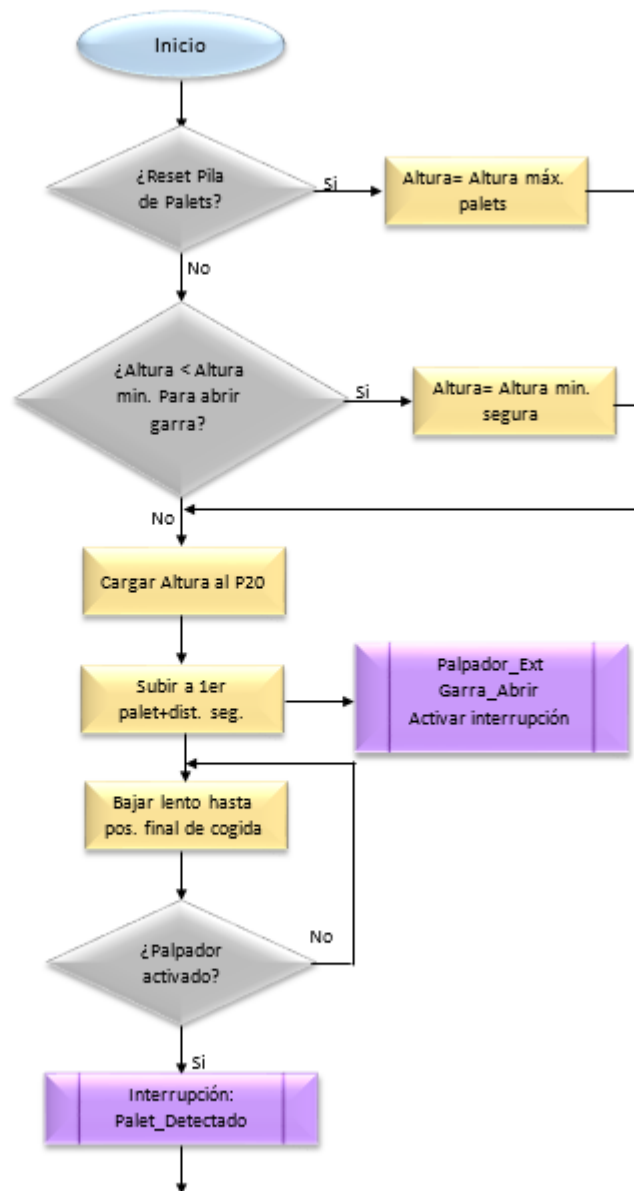 Inicio
¿Reset Pila
de Palets?
Si
Altura= Altura máx.
palets
No
¿Altura < Altura
min. Para abrir
garra?
Si
Altura= Altura min.
segura
No
Cargar Altura al P20
Subir a 1er
palet+dist. seg.
Palpador_Ext
Garra_Abrir
Activar interrupción
Bajar lento hasta
pos. final de cogida
¿Palpador
activado?
No
Si
Interrupción:
Palet_Detectado